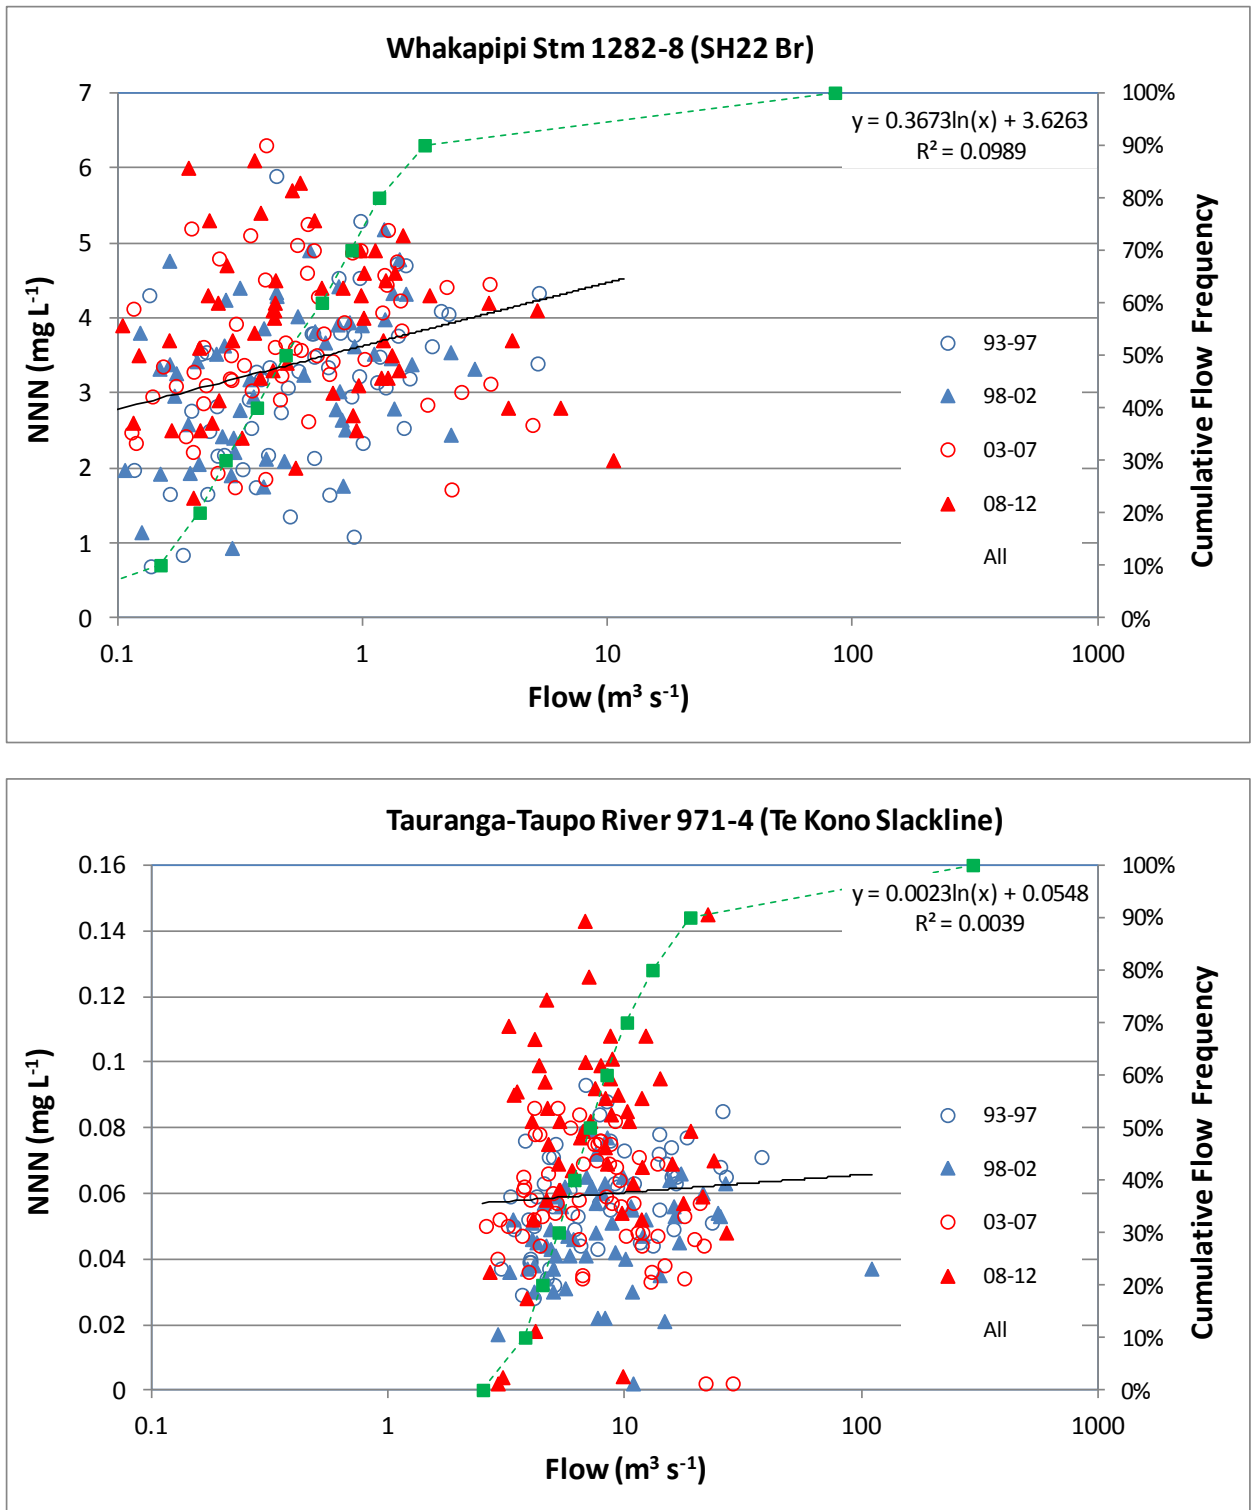 Whakapipi Stm 1282-8 (SH22 Br)
7 100%
y = 0.3673ln(x) + 3.6263
R² = 0.0989
90%
6
80%
5
70%
60%
4
50%
3
40%
30%
2
20%
1
10%
0 0%
NNN (mg L⁻¹)
Cumulative Flow Frequency
93-97
98-02
03-07
08-12
All
0.1 1 10 100 1000
Flow (m³ s⁻¹)
Tauranga-Taupo River 971-4 (Te Kono Slackline)
0.16 100%
y = 0.0023ln(x) + 0.0548
R² = 0.0039
90%
0.14
80%
0.12
70%
0.1
60%
0.08 50%
40%
0.06
30%
0.04
20%
0.02
10%
0 0%
NNN (mg L⁻¹)
Cumulative Flow Frequency
93-97
98-02
03-07
08-12
All
0.1 1 10 100 1000
Flow (m³ s⁻¹)